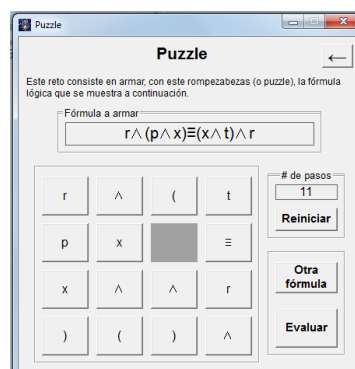 Puzzle
Puzzle
←
Este reto consiste en armar, con este rompezabezas (o puzzle), la fórmula
lógica que se muestra a continuación.
Fórmula a armar
r∧(p∧x)≡(x∧t)∧r
# de pasos
11
Reiniciar
r ∧ ( t
p x ≡
x ∧ ∧ r
) ( ) ∧
Otra
fórmula
Evaluar